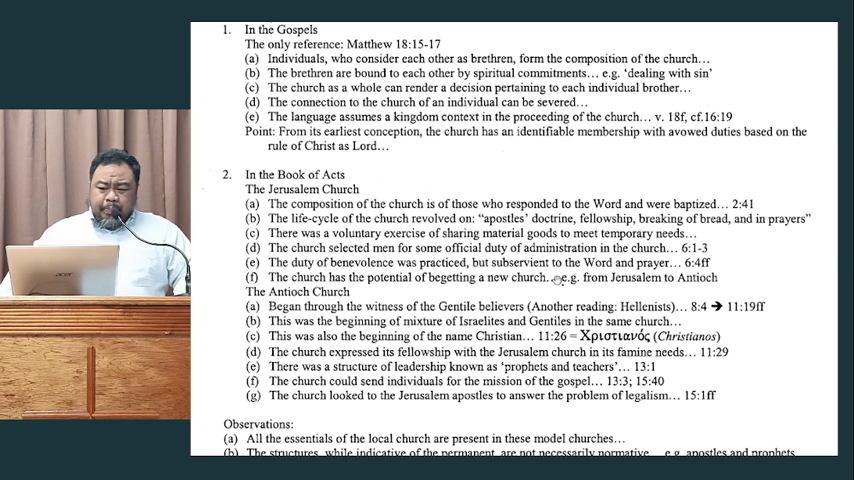 acer
1. In the Gospels
The only reference: Matthew 18:15-17
(a) Individuals, who consider each other as brethren, form the composition of the church…
(b) The brethren are bound to each other by spiritual commitments… e.g. ‘dealing with sin’
(c) The church as a whole can render a decision pertaining to each individual brother…
(d) The connection to the church of an individual can be severed…
(e) The language assumes a kingdom context in the proceeding of the church… v. 18f, cf.16:19
Point: From its earliest conception, the church has an identifiable membership with avowed duties based on the
rule of Christ as Lord…
2. In the Book of Acts
The Jerusalem Church
(a) The composition of the church is of those who responded to the Word and were baptized… 2:41
(b) The life-cycle of the church revolved on: “apostles’ doctrine, fellowship, breaking of bread, and in prayers”
(c) There was a voluntary exercise of sharing material goods to meet temporary needs…
(d) The church selected men for some official duty of administration in the church… 6:1-3
(e) The duty of benevolence was practiced, but subservient to the Word and prayer… 6:4ff
(f) The church has the potential of begetting a new church… e.g. from Jerusalem to Antioch
The Antioch Church
(a) Began through the witness of the Gentile believers (Another reading: Hellenists)… 8:4 ➔ 11:19ff
(b) This was the beginning of mixture of Israelites and Gentiles in the same church…
(c) This was also the beginning of the name Christian… 11:26 = Χριστιανός (Christianos)
(d) The church expressed its fellowship with the Jerusalem church in its famine needs… 11:29
(e) There was a structure of leadership known as ‘prophets and teachers’… 13:1
(f) The church could send individuals for the mission of the gospel… 13:3; 15:40
(g) The church looked to the Jerusalem apostles to answer the problem of legalism… 15:1ff
Observations:
(a) All the essentials of the local church are present in these model churches…
(b) The structures, while indicative of the permanent, are not necessarily normative… e.g. apostles and prophets